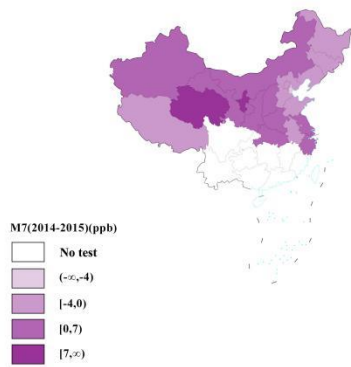 M7(2014-2015)(ppb)
No test
(-∞,-4)
[-4,0)
[0,7)
[7,∞)